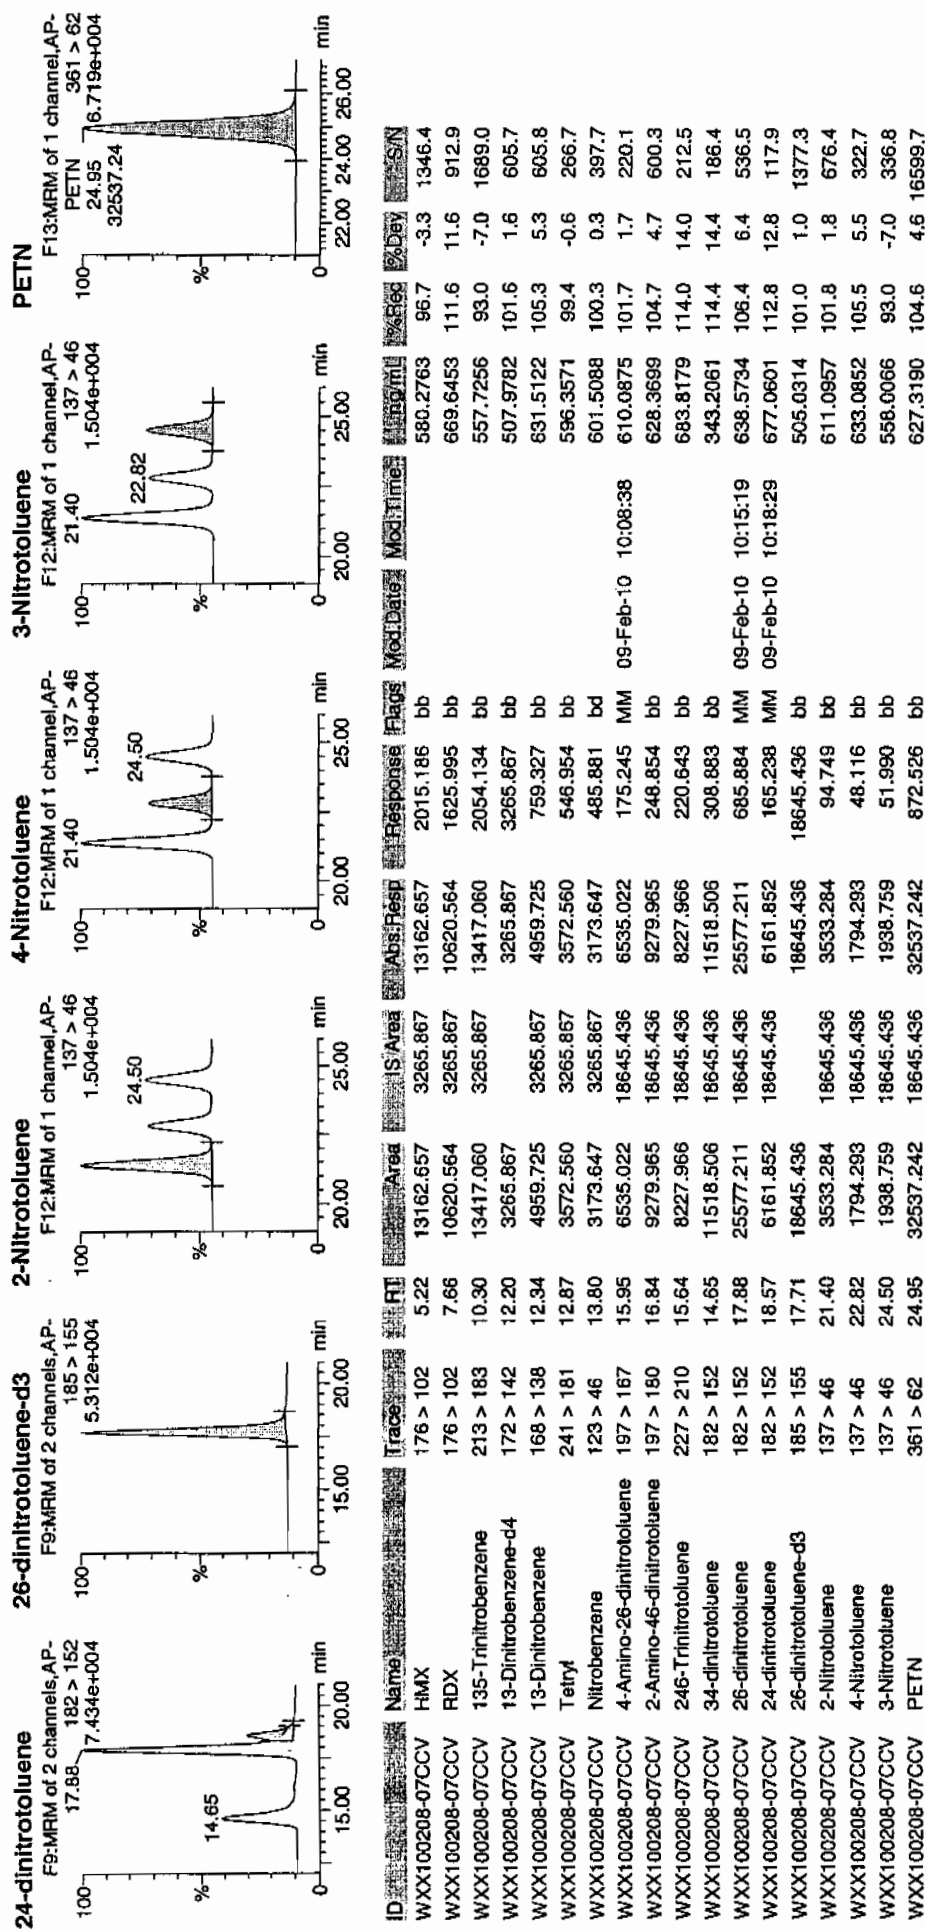 24-dinitrotoluene
F9:MRM of 2 channels,AP-
182 > 152
7.434e+004
17.88
14.65
100
%
0
15.00
20.00
min
26-dinitrotoluene-d3
F9:MRM of 2 channels,AP-
185 > 155
5.312e+004
100
%
0
15.00
20.00
min
2-Nitrotoluene
F12:MRM of 1 channel,AP-
137 > 46
1.504e+004
24.50
100
%
0
20.00
25.00
min
4-Nitrotoluene
F12:MRM of 1 channel,AP-
137 > 46
1.504e+004
21.40
24.50
100
%
0
20.00
25.00
min
3-Nitrotoluene
F12:MRM of 1 channel,AP-
137 > 46
1.504e+004
21.40
22.82
100
%
0
20.00
25.00
min
PETN
F13:MRM of 1 channel,AP-
361 > 62
6.719e+004
PETN
24.95
32537.24
100
%
0
22.00
24.00
26.00
min
ID Name Trace RT Area IS Area Abs.Resp Response Flags Mod.Date Mod.Time ng/mL %Rec %Dev S/N
WXX100208-07CCV HMX 176 > 102 5.22 13162.657 3265.867 13162.657 2015.186 bb 580.2763 96.7 -3.3 1346.4
WXX100208-07CCV RDX 176 > 102 7.66 10620.564 3265.867 10620.564 1625.995 bb 669.6453 111.6 11.6 912.9
WXX100208-07CCV 135-Trinitrobenzene 213 > 183 10.30 13417.060 3265.867 13417.060 2054.134 bb 557.7256 93.0 -7.0 1689.0
WXX100208-07CCV 13-Dinitrobenzene-d4 172 > 142 12.20 3265.867 3265.867 3265.867 bb 507.9782 101.6 1.6 605.7
WXX100208-07CCV 13-Dinitrobenzene 168 > 138 12.34 4959.725 3265.867 4959.725 759.327 bb 631.5122 105.3 5.3 605.8
WXX100208-07CCV Tetryl 241 > 181 12.87 3572.560 3265.867 3572.560 546.954 bb 596.3571 99.4 -0.6 266.7
WXX100208-07CCV Nitrobenzene 123 > 46 13.80 3173.647 3265.867 3173.647 485.881 bd 601.5088 100.3 0.3 397.7
WXX100208-07CCV 4-Amino-26-dinitrotoluene 197 > 167 15.95 6535.022 18645.436 6535.022 175.245 MM 09-Feb-10 10:08:38 610.0875 101.7 1.7 220.1
WXX100208-07CCV 2-Amino-46-dinitrotoluene 197 > 180 16.84 9279.965 18645.436 9279.965 248.854 bb 628.3699 104.7 4.7 600.3
WXX100208-07CCV 246-Trinitrotoluene 227 > 210 15.64 8227.966 18645.436 8227.966 220.643 bb 683.8179 114.0 14.0 212.5
WXX100208-07CCV 34-dinitrotoluene 182 > 152 14.65 11518.506 18645.436 11518.506 308.883 bb 343.2061 114.4 14.4 186.4
WXX100208-07CCV 26-dinitrotoluene 182 > 152 17.88 25577.211 18645.436 25577.211 685.884 MM 09-Feb-10 10:15:19 638.5734 106.4 6.4 536.5
WXX100208-07CCV 24-dinitrotoluene 182 > 152 18.57 6161.852 18645.436 6161.852 165.238 MM 09-Feb-10 10:18:29 677.0601 112.8 12.8 117.9
WXX100208-07CCV 26-dinitrotoluene-d3 185 > 155 17.71 18645.436 18645.436 18645.436 bb 505.0314 101.0 1.0 1377.3
WXX100208-07CCV 2-Nitrotoluene 137 > 46 21.40 3533.284 18645.436 3533.284 94.749 bb 611.0957 101.8 1.8 676.4
WXX100208-07CCV 4-Nitrotoluene 137 > 46 22.82 1794.293 18645.436 1794.293 48.116 bb 633.0852 105.5 5.5 322.7
WXX100208-07CCV 3-Nitrotoluene 137 > 46 24.50 1938.759 18645.436 1938.759 51.990 bb 558.0066 93.0 -7.0 336.8
WXX100208-07CCV PETN 361 > 62 24.95 32537.242 18645.436 32537.242 872.526 bb 627.3190 104.6 4.6 16599.7